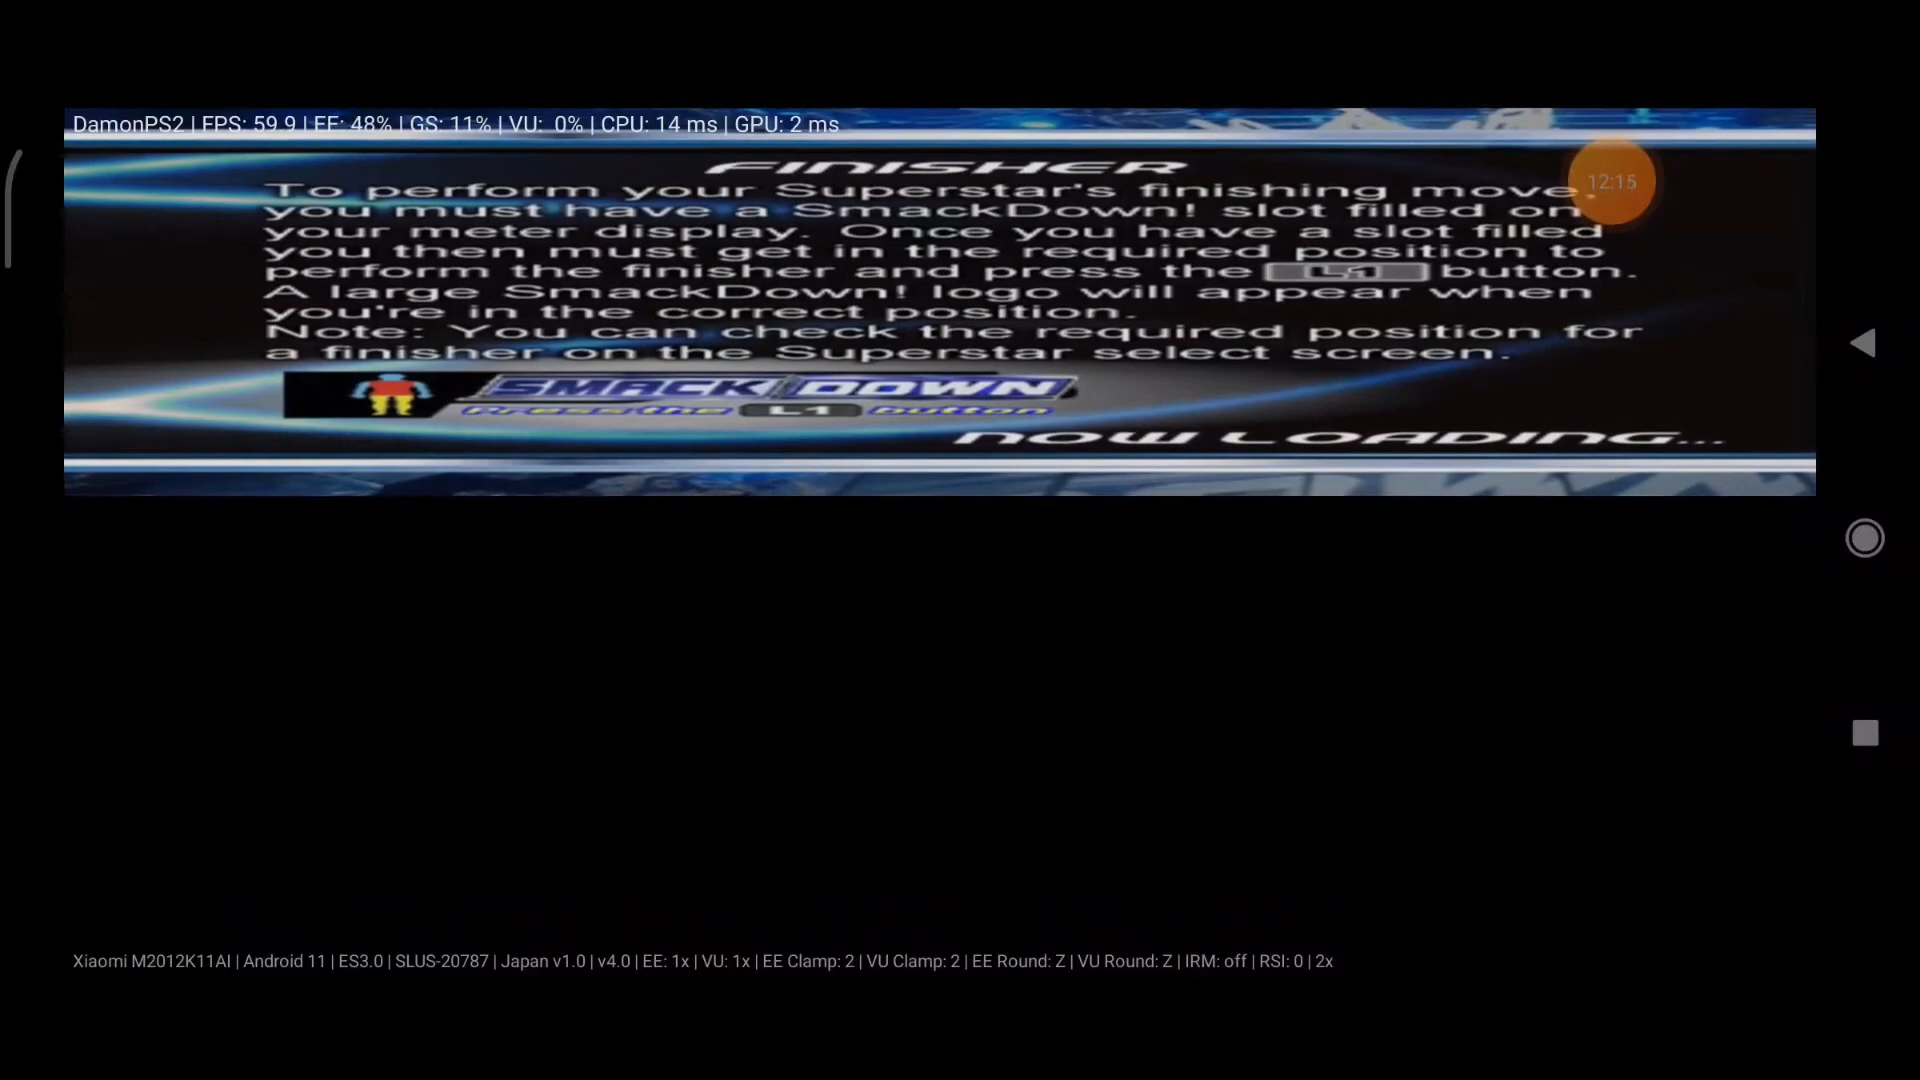 DamonPS2 | FPS: 59.9 | EE: 48% | GS: 11% | VU: 0% | CPU: 14 ms | GPU: 2 ms
FINISHER
12:15
To perform your Superstar's finishing move,
you must have a SmackDown! slot filled on
your meter display. Once you have a slot filled
you then must get in the required position to
perform the finisher and press the L1 button.
A large SmackDown! logo will appear when
you're in the correct position.
Note: You can check the required position for
a finisher on the Superstar select screen.
SMACK DOWN
Press the L1 button
NOW LOADING...
Xiaomi M2012K11AI | Android 11 | ES3.0 | SLUS-20787 | Japan v1.0 | v4.0 | EE: 1x | VU: 1x | EE Clamp: 2 | VU Clamp: 2 | EE Round: Z | VU Round: Z | IRM: off | RSI: 0 | 2x